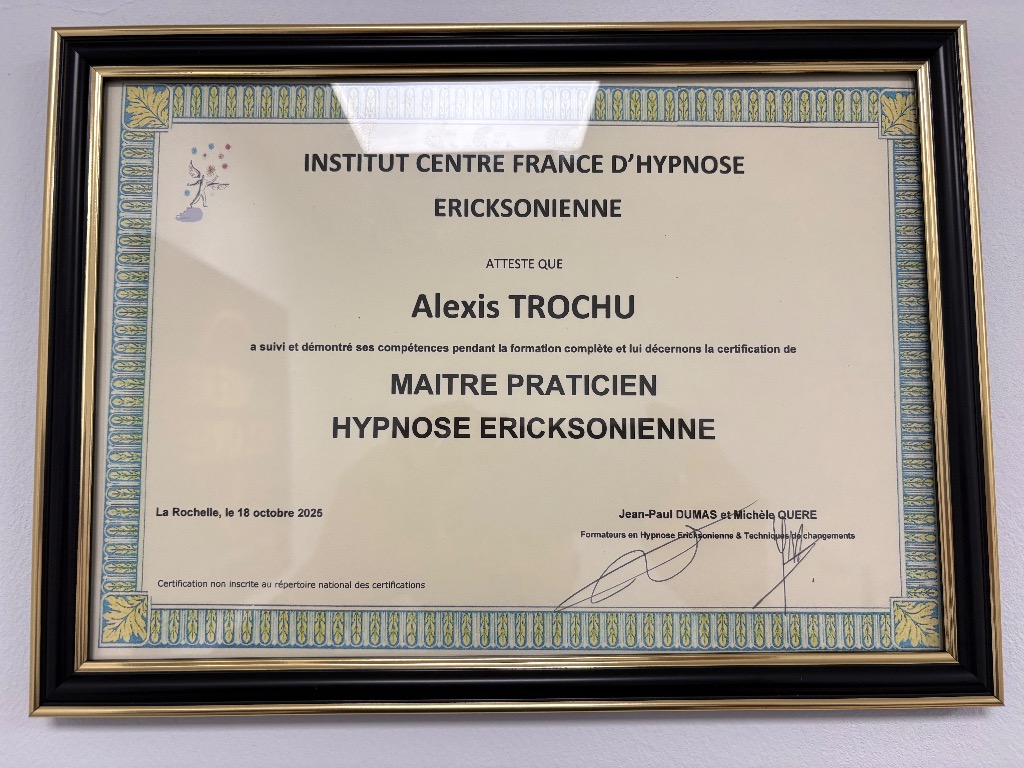 INSTITUT CENTRE FRANCE D'HYPNOSE
ERICKSONIENNE
ATTESTE QUE
Alexis TROCHU
a suivi et démontré ses compétences pendant la formation complète et lui décernons la certification de
MAITRE PRATICIEN
HYPNOSE ERICKSONIENNE
La Rochelle, le 18 octobre 2025
Jean-Paul DUMAS et Michèle QUERE
Formateurs en Hypnose Ericksonienne & Techniques de changements
Certification non inscrite au répertoire national des certifications